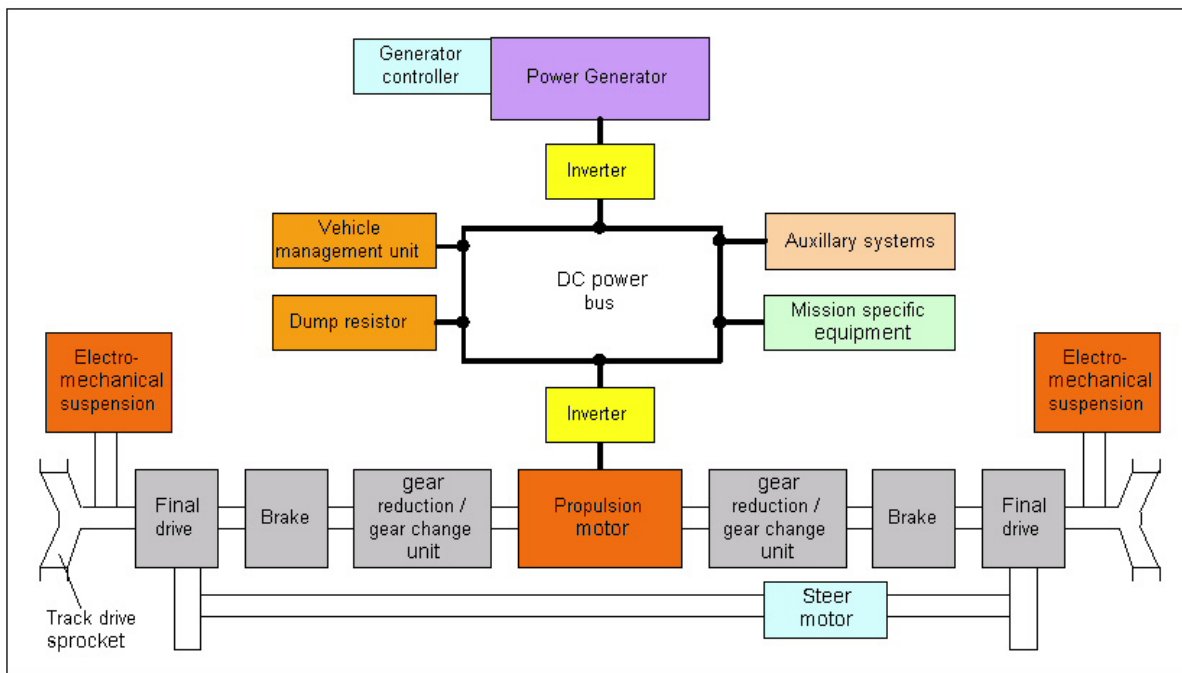 Generator
controller
Power Generator
Inverter
Vehicle
management unit
Auxillary systems
DC power
bus
Dump resistor
Mission specific
equipment
Electro-
mechanical
suspension
Electro-
mechanical
suspension
Inverter
Final
drive
Brake
gear
reduction /
gear change
unit
Propulsion
motor
gear
reduction /
gear change
unit
Brake
Final
drive
Steer
motor
Track drive
sprocket